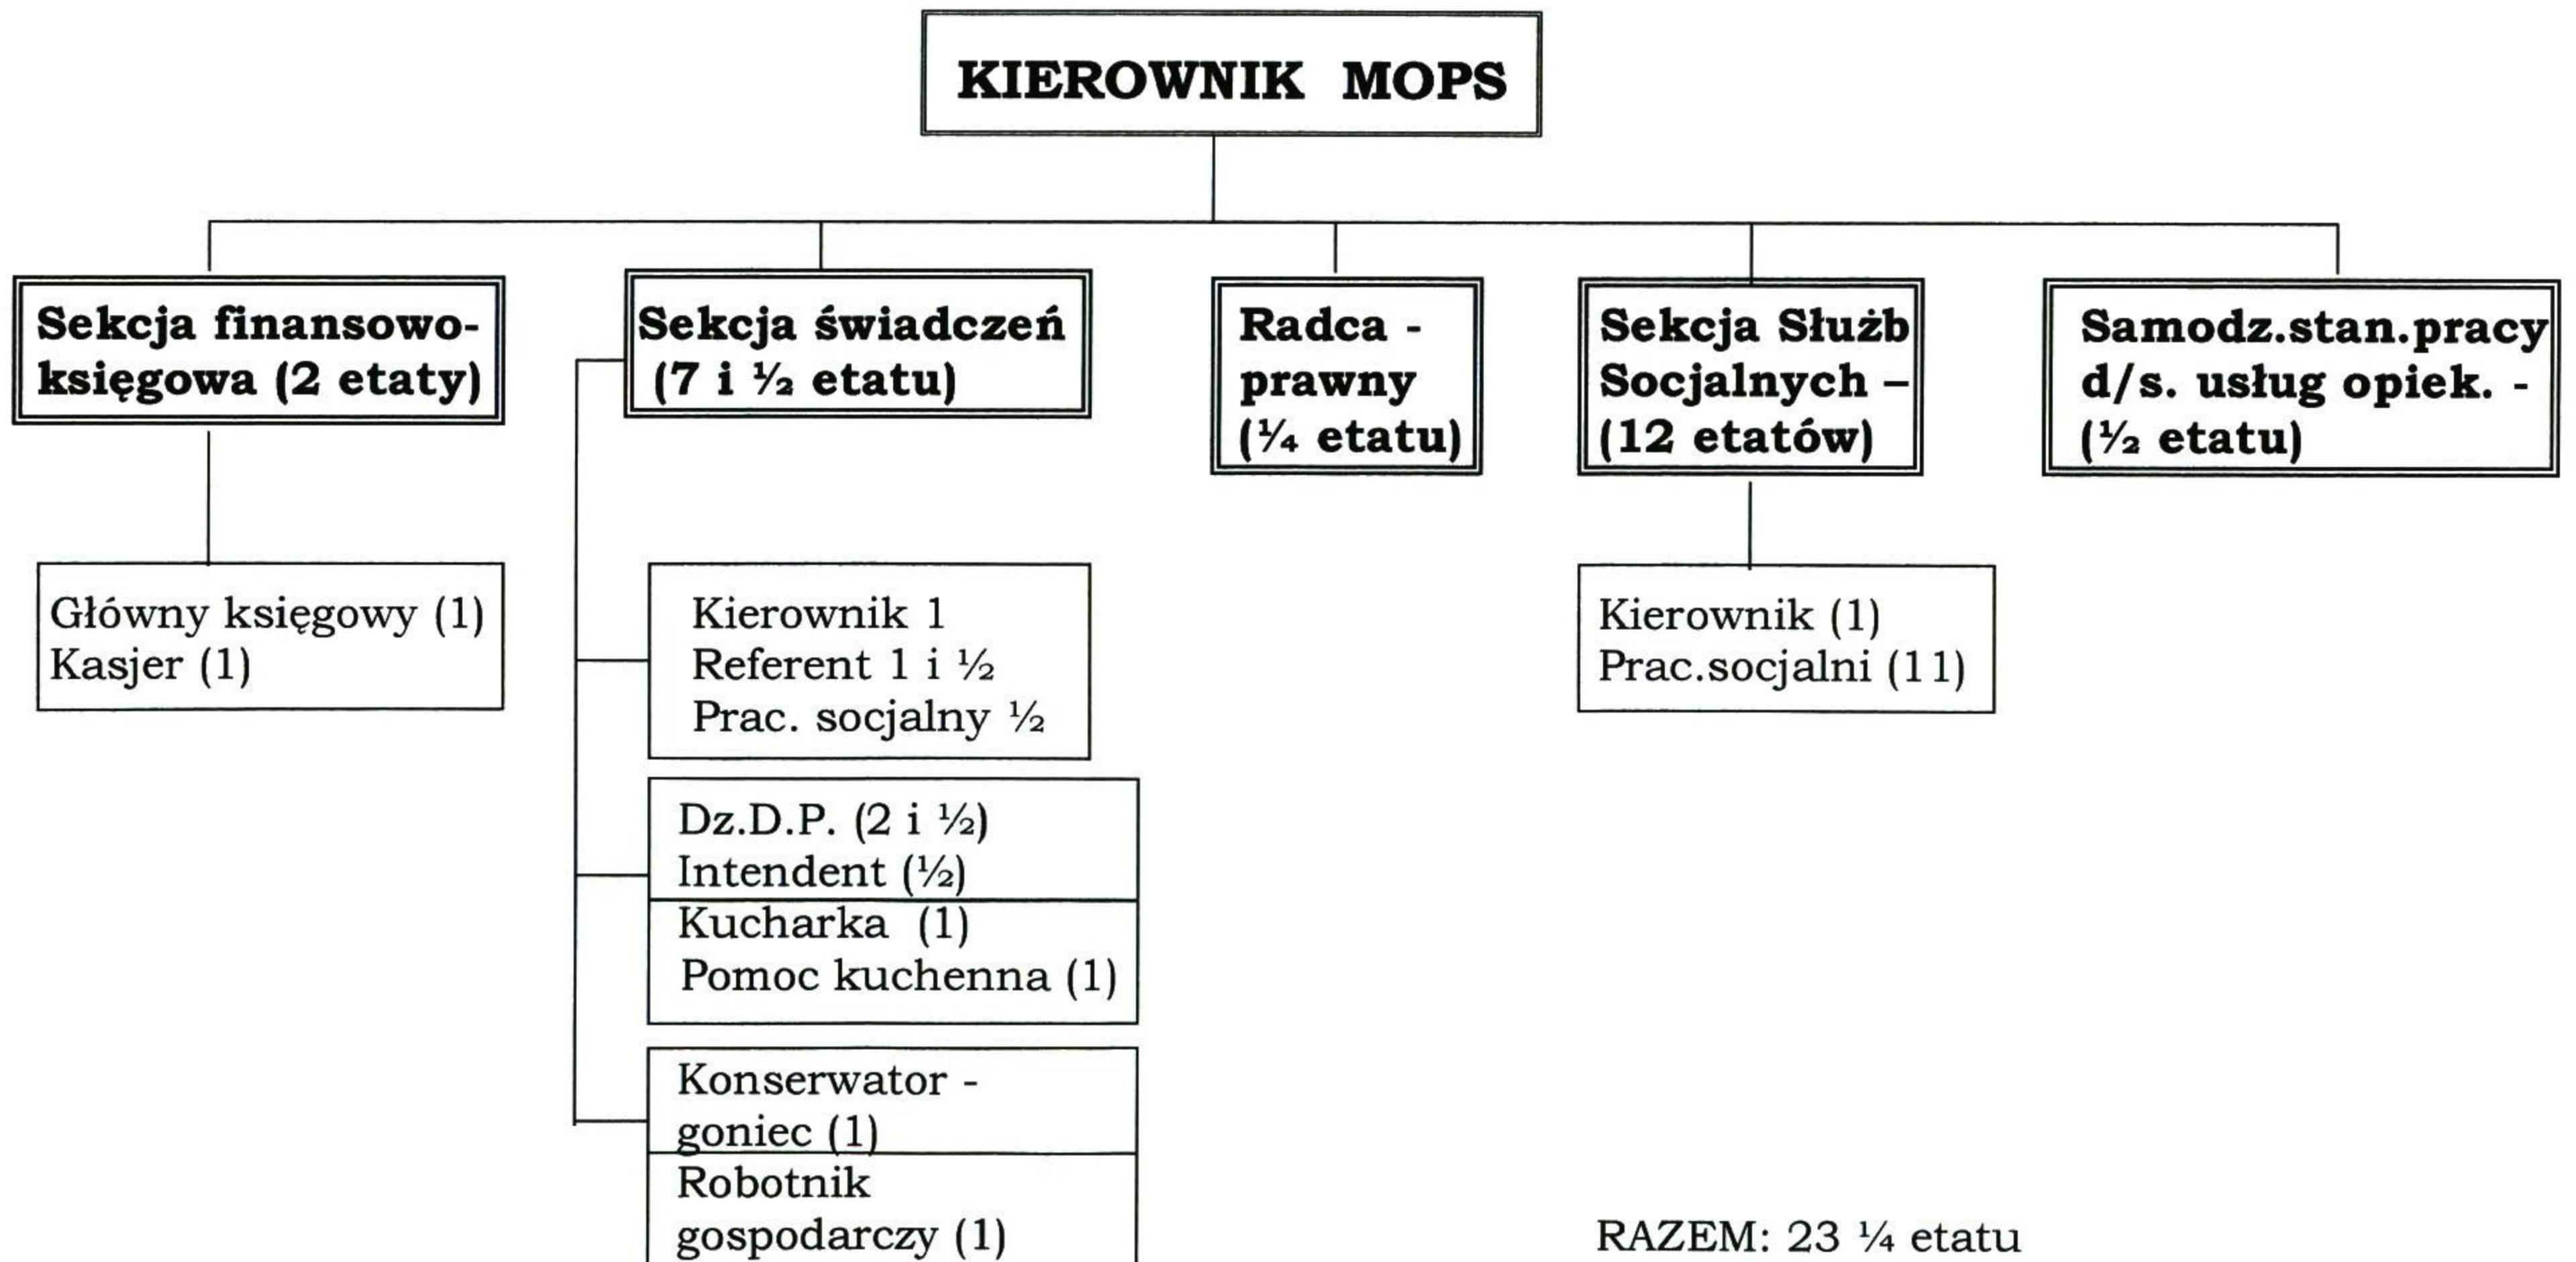 KIEROWNIK MOPS
Sekcja finansowo-
księgowa (2 etaty)
Sekcja świadczeń
(7 i ½ etatu)
Radca -
prawny
(¼ etatu)
Sekcja Służb
Socjalnych –
(12 etatów)
Samodz.stan.pracy
d/s. usług opiek. -
(½ etatu)
Główny księgowy (1)
Kasjer (1)
Kierownik 1
Referent 1 i ½
Prac. socjalny ½
Dz.D.P. (2 i ½)
Intendent (½)
Kucharka (1)
Pomoc kuchenna (1)
Konserwator -
goniec (1)
Robotnik
gospodarczy (1)
Kierownik (1)
Prac.socjalni (11)
RAZEM: 23 ¼ etatu